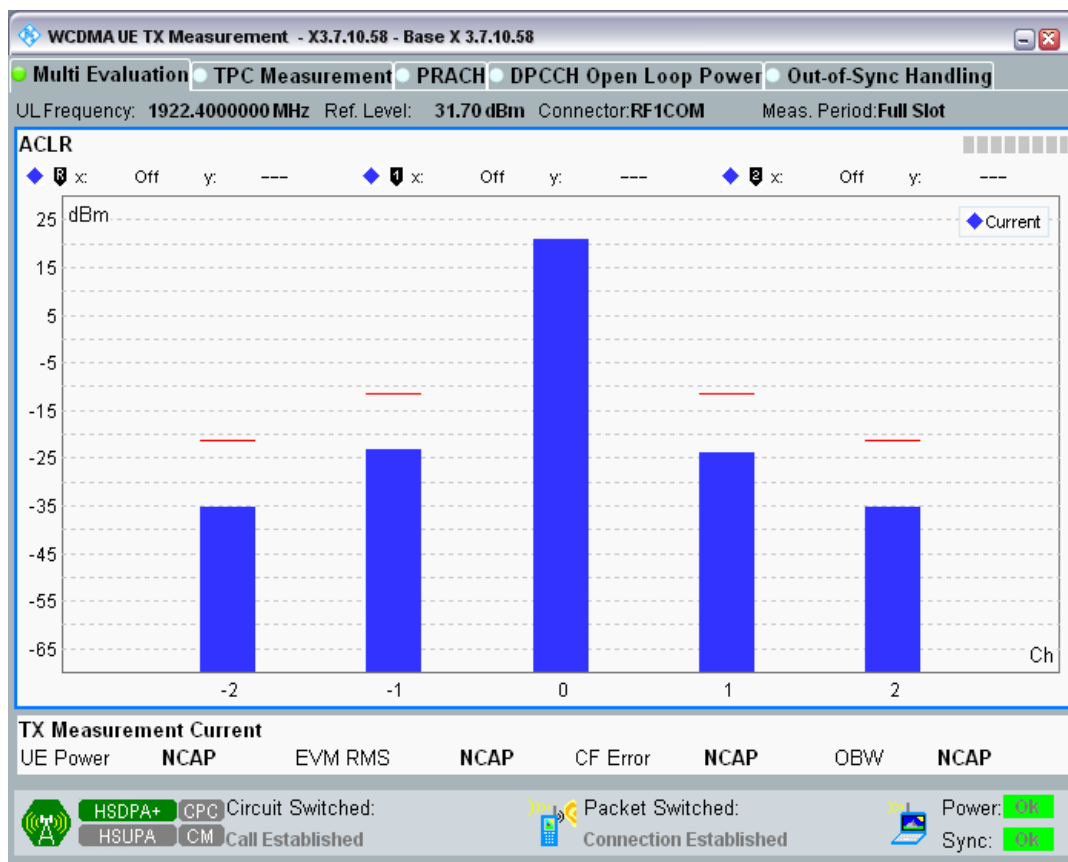 WCDMA UE TX Measurement - X3.7.10.58 - Base X 3.7.10.58
Multi Evaluation TPC Measurement PRACH DPCCH Open Loop Power Out-of-Sync Handling
UL Frequency: 1922.4000000 MHz Ref. Level: 31.70 dBm Connector:RF1COM Meas. Period:Full Slot
ACLR
R x: Off y: --- 1 x: Off y: --- 2 x: Off y: ---
dBm
Current
25
15
5
-5
-15
-25
-35
-45
-55
-65
Ch
-2 -1 0 1 2
TX Measurement Current
UE Power NCAP EVM RMS NCAP CF Error NCAP OBW NCAP
HSDPA+ CPC Circuit Switched: Packet Switched: Power: Ok
HSUPA CM Call Established Connection Established Sync: Ok